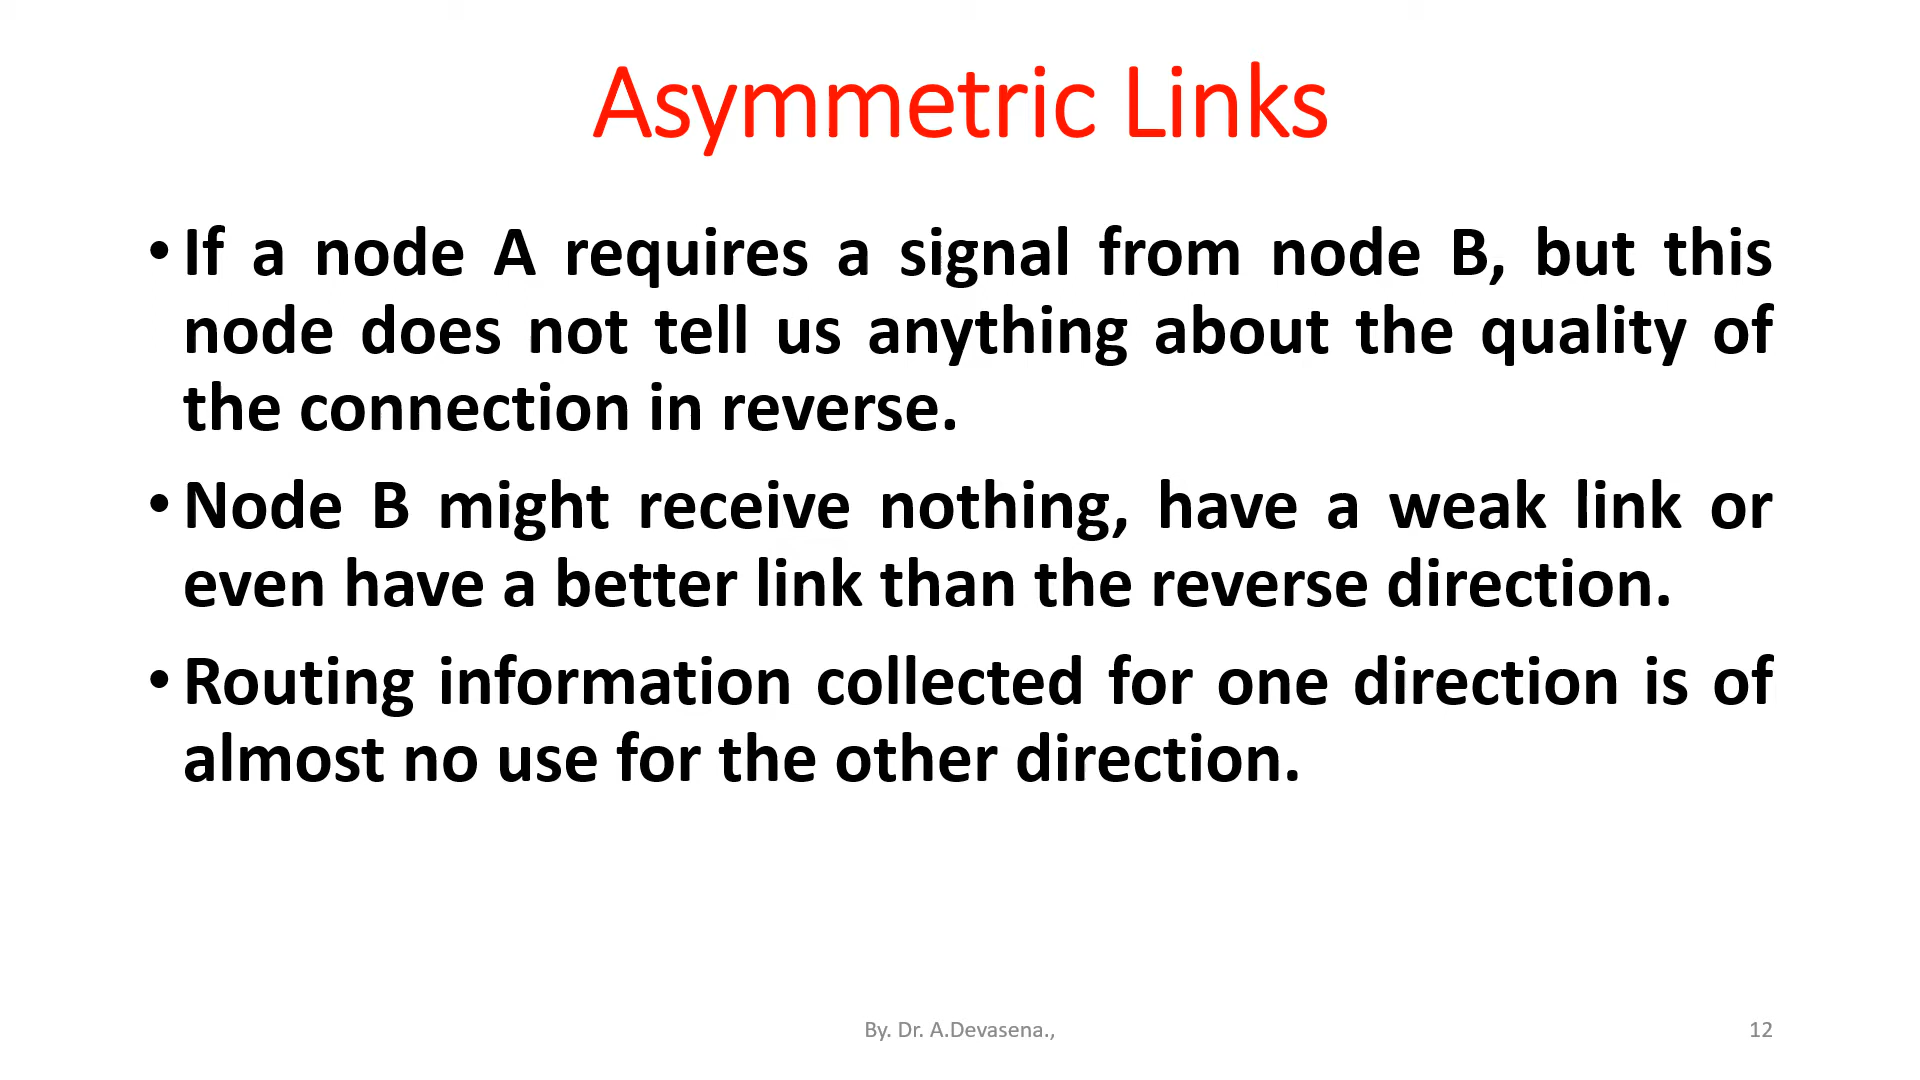 Asymmetric Links
• If a node A requires a signal from node B, but this
node does not tell us anything about the quality of
the connection in reverse.
• Node B might receive nothing, have a weak link or
even have a better link than the reverse direction.
• Routing information collected for one direction is of
almost no use for the other direction.
By. Dr. A.Devasena.,
12